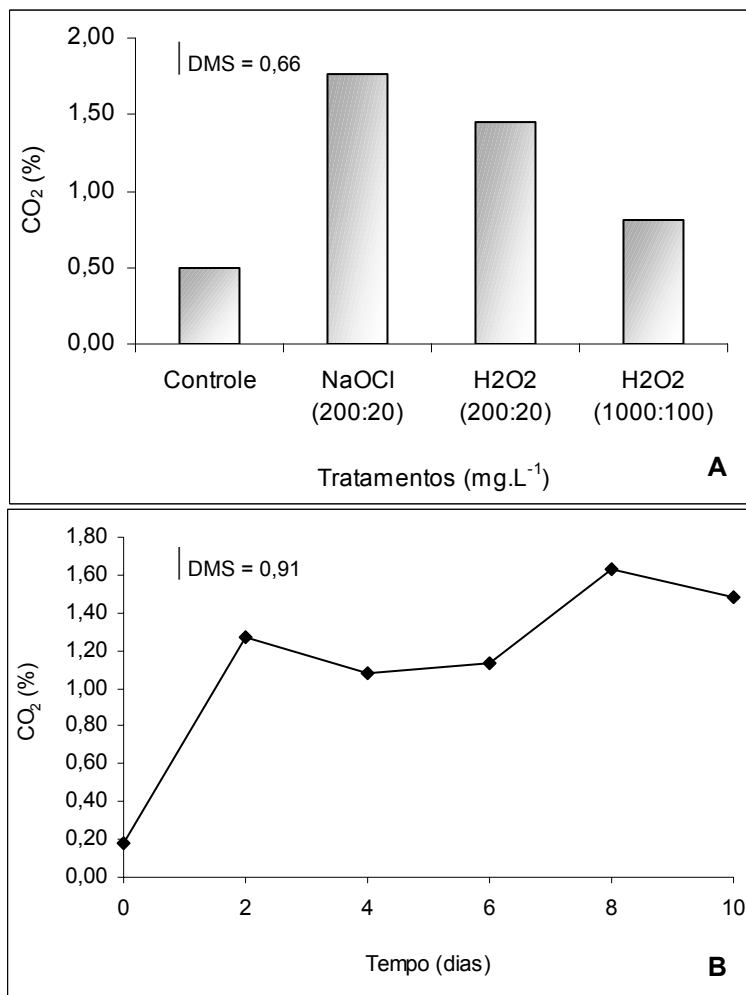 2,00
DMS = 0,66
1,50
1,00
0,50
0,00
CO₂ (%)
Controle NaOCl H2O2 H2O2
(200:20) (200:20) (1000:100)
Tratamentos (mg.L⁻¹)
A
1,80
DMS = 0,91
1,60
1,40
1,20
1,00
0,80
0,60
0,40
0,20
0,00
CO₂ (%)
0 2 4 6 8 10
Tempo (dias)
B